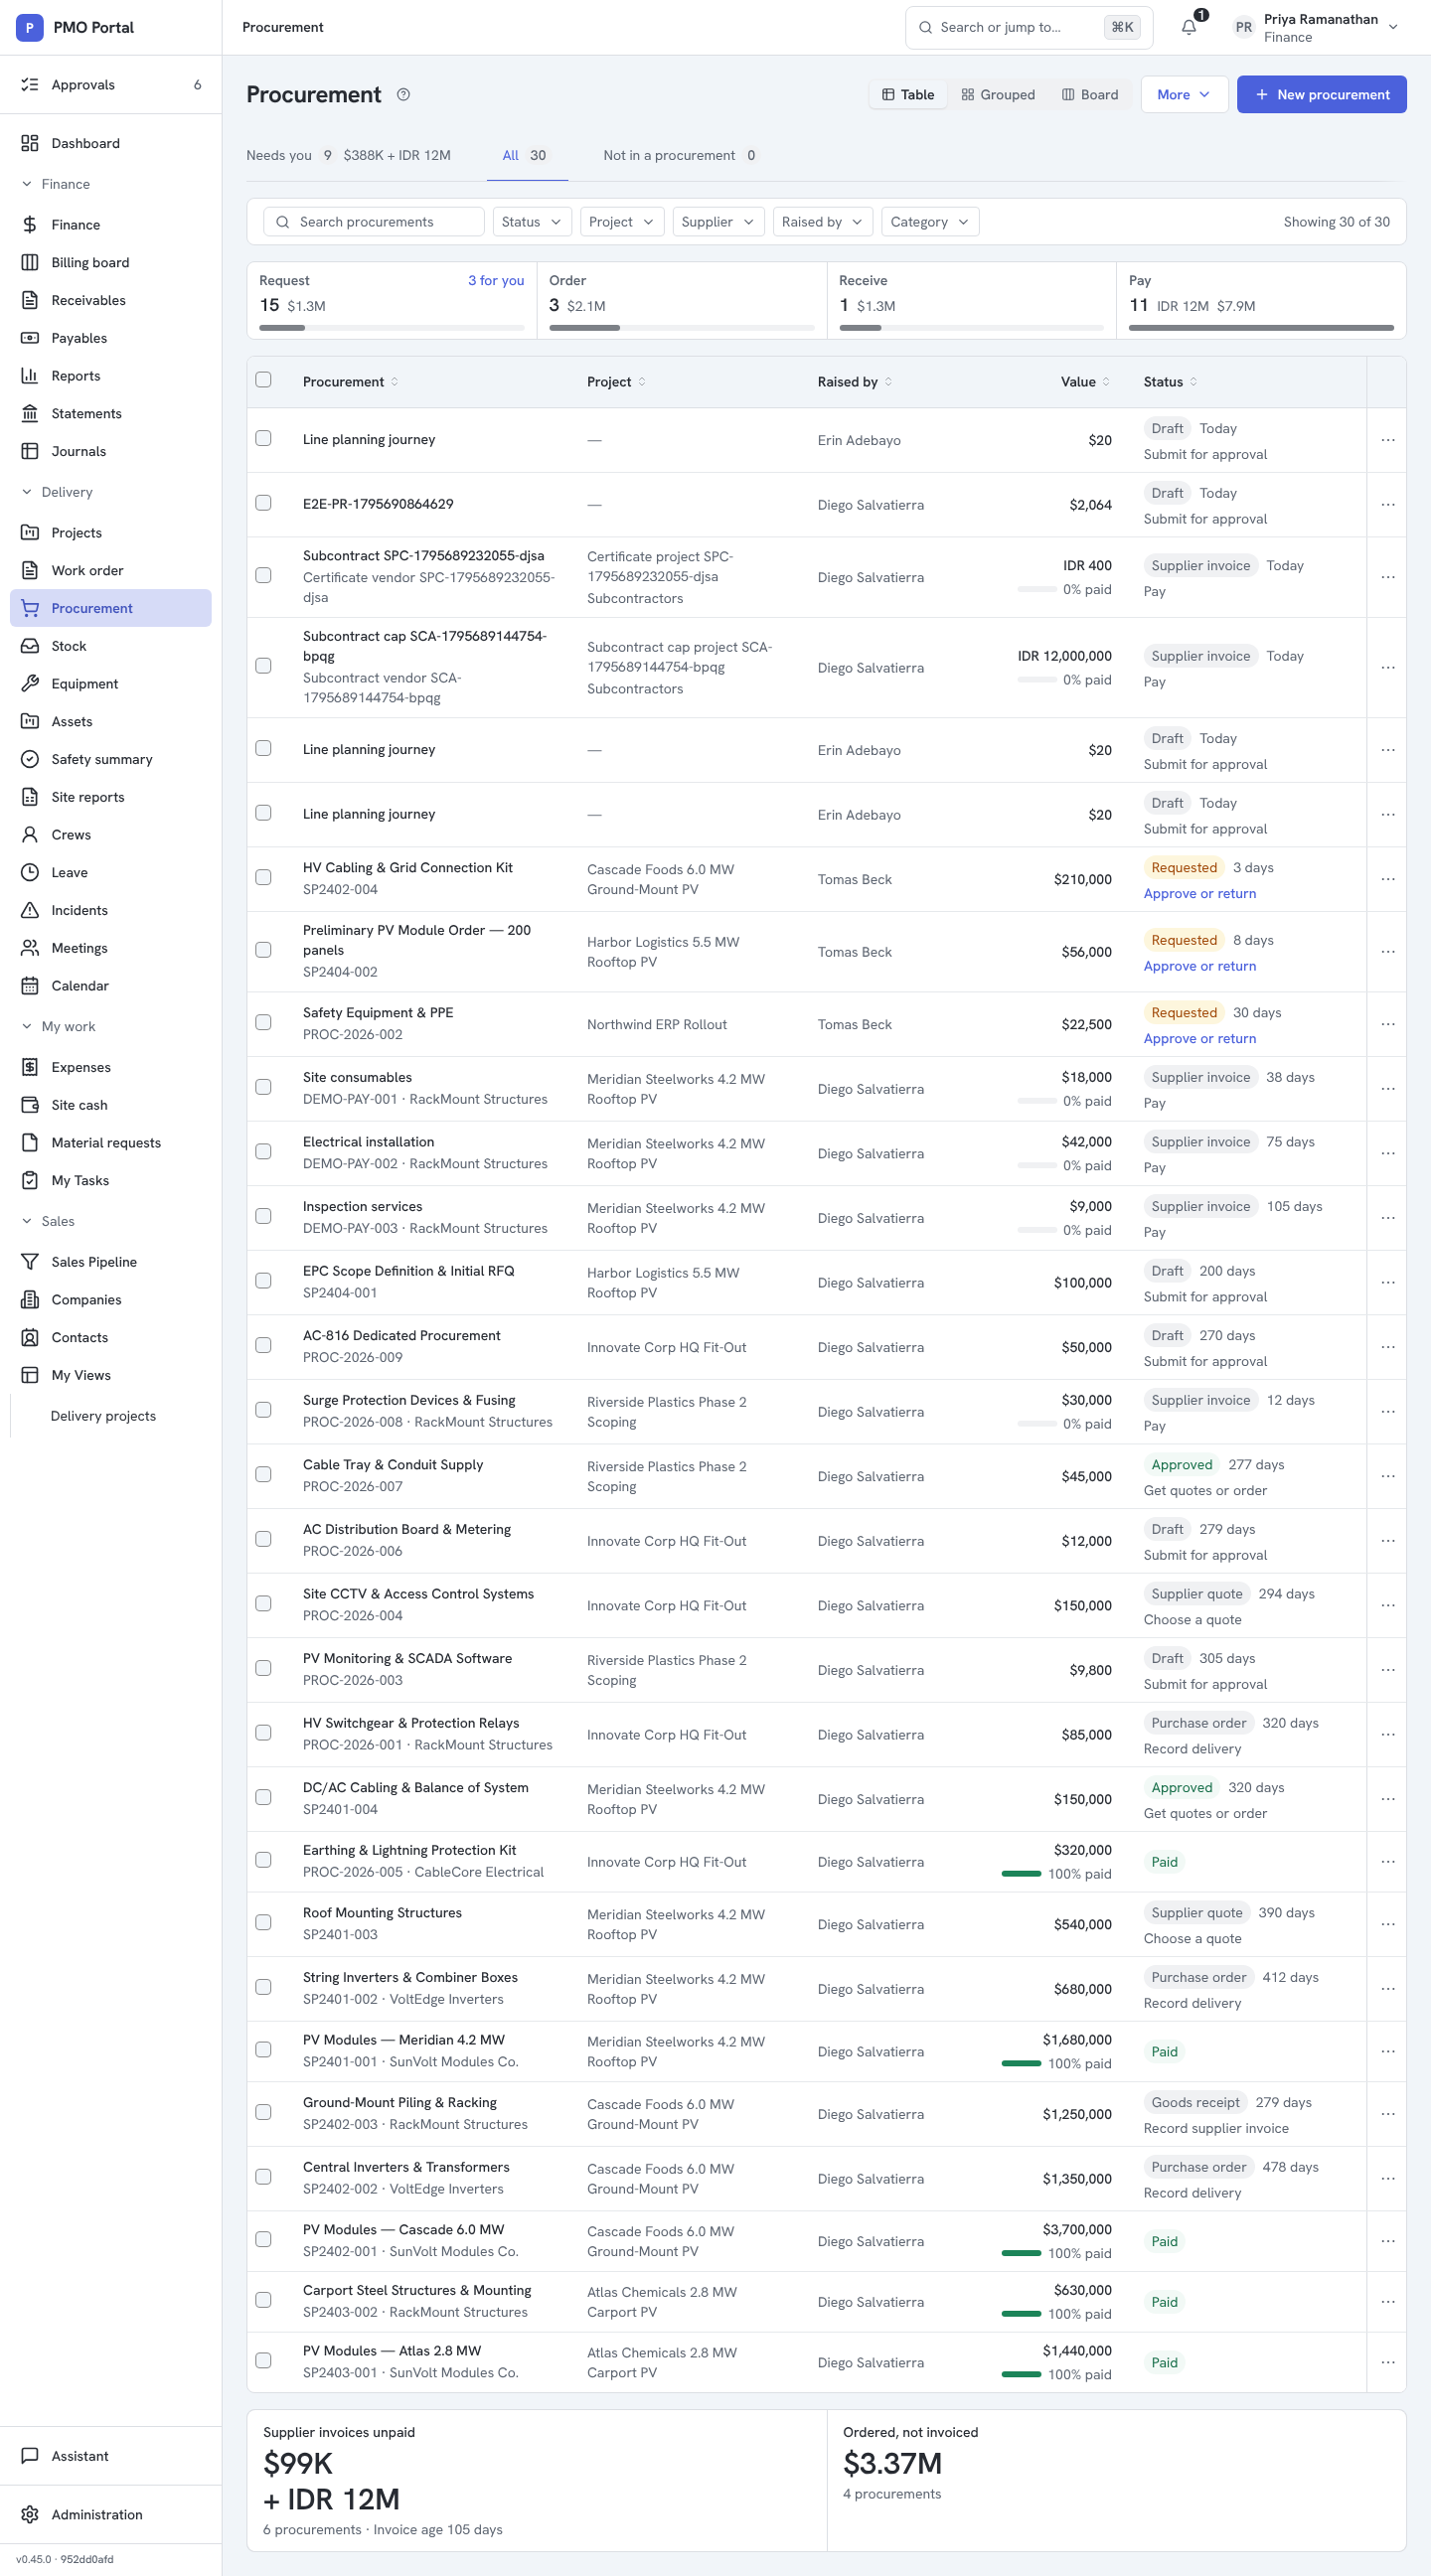 P PMO Portal
Procurement
Search or jump to...
⌘K
1
PR
Priya Ramanathan
Finance
Approvals 6
Dashboard
Finance
Finance
Billing board
Receivables
Payables
Reports
Statements
Journals
Delivery
Projects
Work order
Procurement
Stock
Equipment
Assets
Safety summary
Site reports
Crews
Leave
Incidents
Meetings
Calendar
My work
Expenses
Site cash
Material requests
My Tasks
Sales
Sales Pipeline
Companies
Contacts
My Views
Delivery projects
Assistant
Administration
v0.45.0 · 952dd0afd
Procurement
Table Grouped Board
More
New procurement
Needs you 9 $388K + IDR 12M
All 30
Not in a procurement 0
Search procurements
Status Project Supplier Raised by Category
Showing 30 of 30
Request 3 for you
15 $1.3M
Order
3 $2.1M
Receive
1 $1.3M
Pay
11 IDR 12M $7.9M
Procurement Project Raised by Value Status
Line planning journey — Erin Adebayo $20 Draft Today
Submit for approval
E2E-PR-1795690864629 — Diego Salvatierra $2,064 Draft Today
Submit for approval
Subcontract SPC-1795689232055-djsa
Certificate vendor SPC-1795689232055-
djsa
Certificate project SPC-
1795689232055-djsa
Subcontractors
Diego Salvatierra
IDR 400
0% paid
Supplier invoice Today
Pay
Subcontract cap SCA-1795689144754-
bpqg
Subcontract vendor SCA-
1795689144754-bpqg
Subcontract cap project SCA-
1795689144754-bpqg
Subcontractors
Diego Salvatierra
IDR 12,000,000
0% paid
Supplier invoice Today
Pay
Line planning journey — Erin Adebayo $20 Draft Today
Submit for approval
Line planning journey — Erin Adebayo $20 Draft Today
Submit for approval
HV Cabling & Grid Connection Kit
SP2402-004
Cascade Foods 6.0 MW
Ground-Mount PV
Tomas Beck
$210,000
Requested 3 days
Approve or return
Preliminary PV Module Order — 200
panels
SP2404-002
Harbor Logistics 5.5 MW
Rooftop PV
Tomas Beck
$56,000
Requested 8 days
Approve or return
Safety Equipment & PPE
PROC-2026-002
Northwind ERP Rollout
Tomas Beck
$22,500
Requested 30 days
Approve or return
Site consumables
DEMO-PAY-001 · RackMount Structures
Meridian Steelworks 4.2 MW
Rooftop PV
Diego Salvatierra
$18,000
0% paid
Supplier invoice 38 days
Pay
Electrical installation
DEMO-PAY-002 · RackMount Structures
Meridian Steelworks 4.2 MW
Rooftop PV
Diego Salvatierra
$42,000
0% paid
Supplier invoice 75 days
Pay
Inspection services
DEMO-PAY-003 · RackMount Structures
Meridian Steelworks 4.2 MW
Rooftop PV
Diego Salvatierra
$9,000
0% paid
Supplier invoice 105 days
Pay
EPC Scope Definition & Initial RFQ
SP2404-001
Harbor Logistics 5.5 MW
Rooftop PV
Diego Salvatierra
$100,000
Draft 200 days
Submit for approval
AC-816 Dedicated Procurement
PROC-2026-009
Innovate Corp HQ Fit-Out
Diego Salvatierra
$50,000
Draft 270 days
Submit for approval
Surge Protection Devices & Fusing
PROC-2026-008 · RackMount Structures
Riverside Plastics Phase 2
Scoping
Diego Salvatierra
$30,000
0% paid
Supplier invoice 12 days
Pay
Cable Tray & Conduit Supply
PROC-2026-007
Riverside Plastics Phase 2
Scoping
Diego Salvatierra
$45,000
Approved 277 days
Get quotes or order
AC Distribution Board & Metering
PROC-2026-006
Innovate Corp HQ Fit-Out
Diego Salvatierra
$12,000
Draft 279 days
Submit for approval
Site CCTV & Access Control Systems
PROC-2026-004
Innovate Corp HQ Fit-Out
Diego Salvatierra
$150,000
Supplier quote 294 days
Choose a quote
PV Monitoring & SCADA Software
PROC-2026-003
Riverside Plastics Phase 2
Scoping
Diego Salvatierra
$9,800
Draft 305 days
Submit for approval
HV Switchgear & Protection Relays
PROC-2026-001 · RackMount Structures
Innovate Corp HQ Fit-Out
Diego Salvatierra
$85,000
Purchase order 320 days
Record delivery
DC/AC Cabling & Balance of System
SP2401-004
Meridian Steelworks 4.2 MW
Rooftop PV
Diego Salvatierra
$150,000
Approved 320 days
Get quotes or order
Earthing & Lightning Protection Kit
PROC-2026-005 · CableCore Electrical
Innovate Corp HQ Fit-Out
Diego Salvatierra
$320,000
100% paid
Paid
Roof Mounting Structures
SP2401-003
Meridian Steelworks 4.2 MW
Rooftop PV
Diego Salvatierra
$540,000
Supplier quote 390 days
Choose a quote
String Inverters & Combiner Boxes
SP2401-002 · VoltEdge Inverters
Meridian Steelworks 4.2 MW
Rooftop PV
Diego Salvatierra
$680,000
Purchase order 412 days
Record delivery
PV Modules — Meridian 4.2 MW
SP2401-001 · SunVolt Modules Co.
Meridian Steelworks 4.2 MW
Rooftop PV
Diego Salvatierra
$1,680,000
100% paid
Paid
Ground-Mount Piling & Racking
SP2402-003 · RackMount Structures
Cascade Foods 6.0 MW
Ground-Mount PV
Diego Salvatierra
$1,250,000
Goods receipt 279 days
Record supplier invoice
Central Inverters & Transformers
SP2402-002 · VoltEdge Inverters
Cascade Foods 6.0 MW
Ground-Mount PV
Diego Salvatierra
$1,350,000
Purchase order 478 days
Record delivery
PV Modules — Cascade 6.0 MW
SP2402-001 · SunVolt Modules Co.
Cascade Foods 6.0 MW
Ground-Mount PV
Diego Salvatierra
$3,700,000
100% paid
Paid
Carport Steel Structures & Mounting
SP2403-002 · RackMount Structures
Atlas Chemicals 2.8 MW
Carport PV
Diego Salvatierra
$630,000
100% paid
Paid
PV Modules — Atlas 2.8 MW
SP2403-001 · SunVolt Modules Co.
Atlas Chemicals 2.8 MW
Carport PV
Diego Salvatierra
$1,440,000
100% paid
Paid
Supplier invoices unpaid
$99K
+ IDR 12M
6 procurements · Invoice age 105 days
Ordered, not invoiced
$3.37M
4 procurements